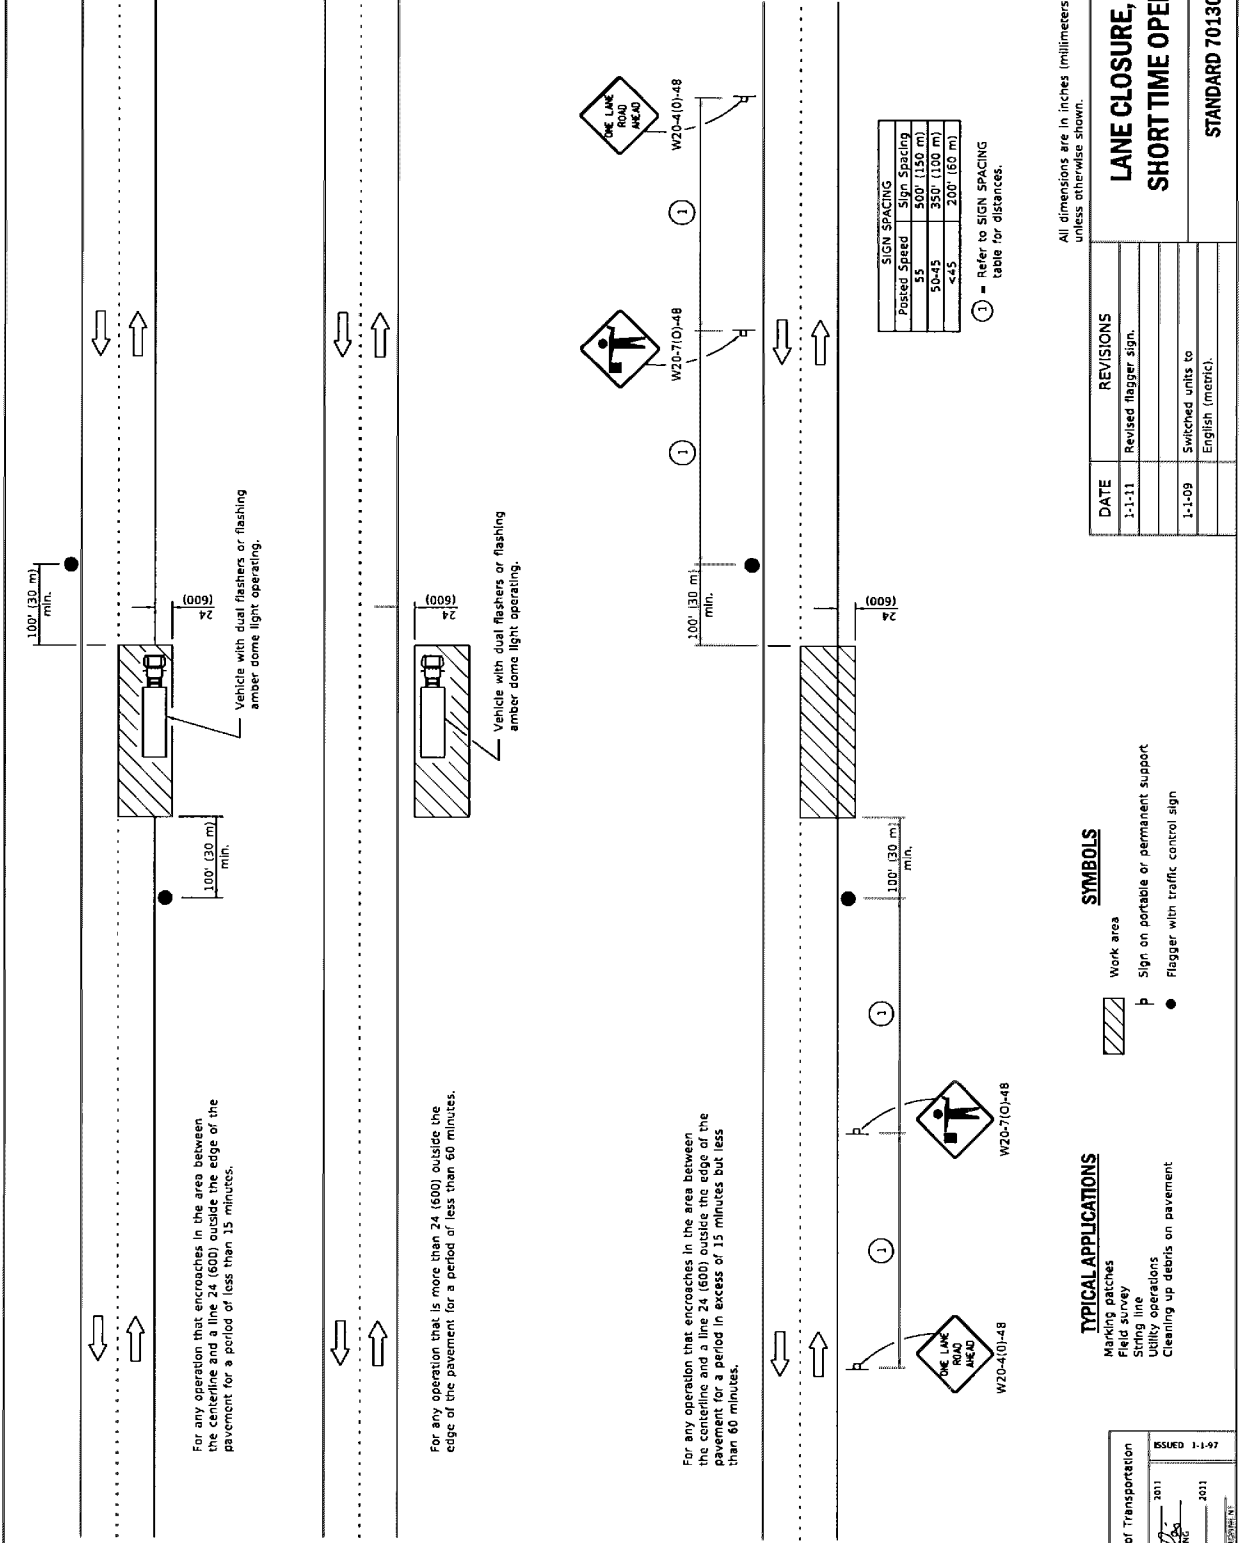 100' (30 m)
min.
24
(600)
Vehicle with dual flashers or flashing
amber dome light operating.
100' (30 m)
min.
For any operation that encroaches in the area between
the centerline and a line 24 (600) outside the edge of the
pavement for a period of less than 15 minutes.
24
(600)
Vehicle with dual flashers or flashing
amber dome light operating.
For any operation that is more than 24 (600) outside the
edge of the pavement for a period of less than 60 minutes.
ONE LANE
ROAD
AHEAD
W20-4(O)-48
1
W20-7(O)-48
1
100' (30 m)
min.
24
(600)
100' (30 m)
min.
1
W20-7(O)-48
1
ONE LANE
ROAD
AHEAD
W20-4(O)-48
For any operation that encroaches in the area between
the centerline and a line 24 (600) outside the edge of the
pavement for a period in excess of 15 minutes but less
than 60 minutes.
SIGN SPACING
Posted Speed Sign Spacing
55 500' (150 m)
50-45 350' (100 m)
<45 200' (60 m)
1 = Refer to SIGN SPACING
table for distances.
TYPICAL APPLICATIONS
Marking patches
Field survey
String line
Utility operations
Cleaning up debris on pavement
SYMBOLS
Work area
Sign on portable or permanent support
Flagger with traffic control sign
All dimensions are in inches (millimeters
unless otherwise shown.
of Transportation
2011
2011
ISSUED 1-1-97
DATE REVISIONS
1-1-11 Revised flagger sign.
1-1-09 Switched units to
English (metric).
LANE CLOSURE,
SHORT TIME OPE
STANDARD 70130